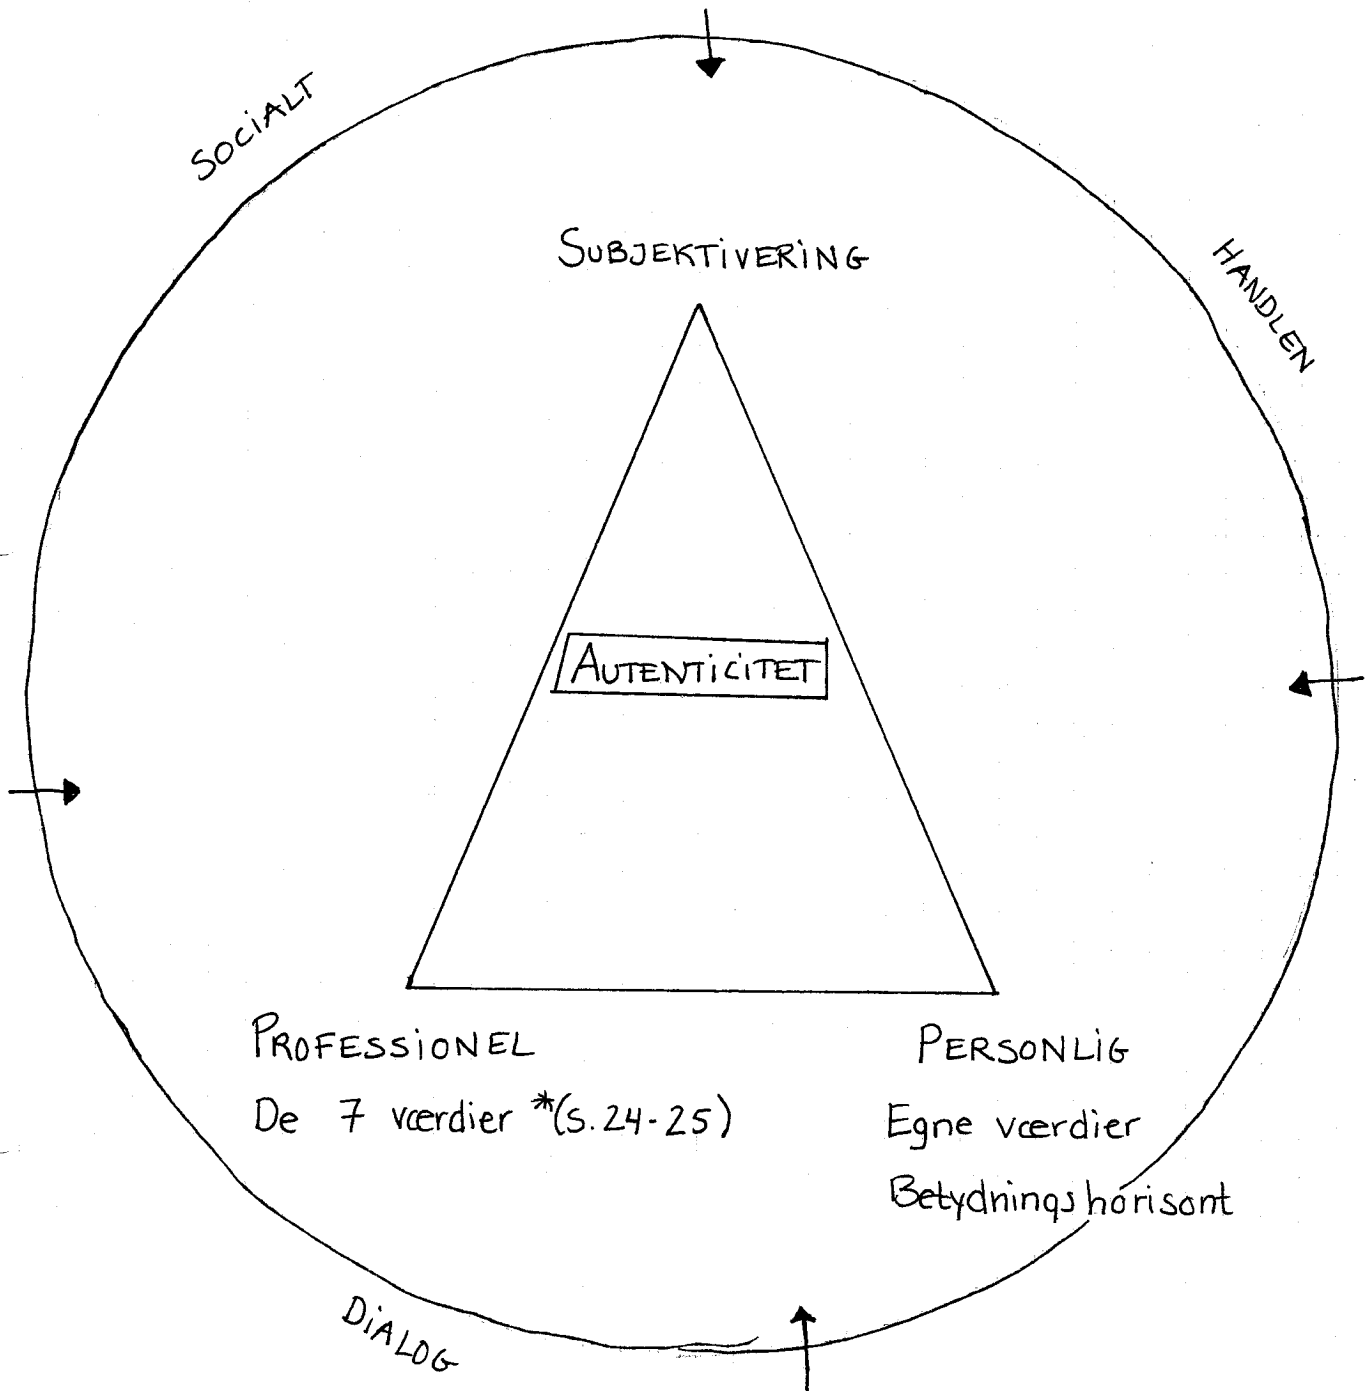 SOCiALT
HANDLEN
SUBJEKTiVERiNG
AUTENTiCiTET
PROFESSiONEL
De 7 værdier *(s. 24-25)
PERSONLiG
Egne værdier
Betydningshorisont
DiALOG